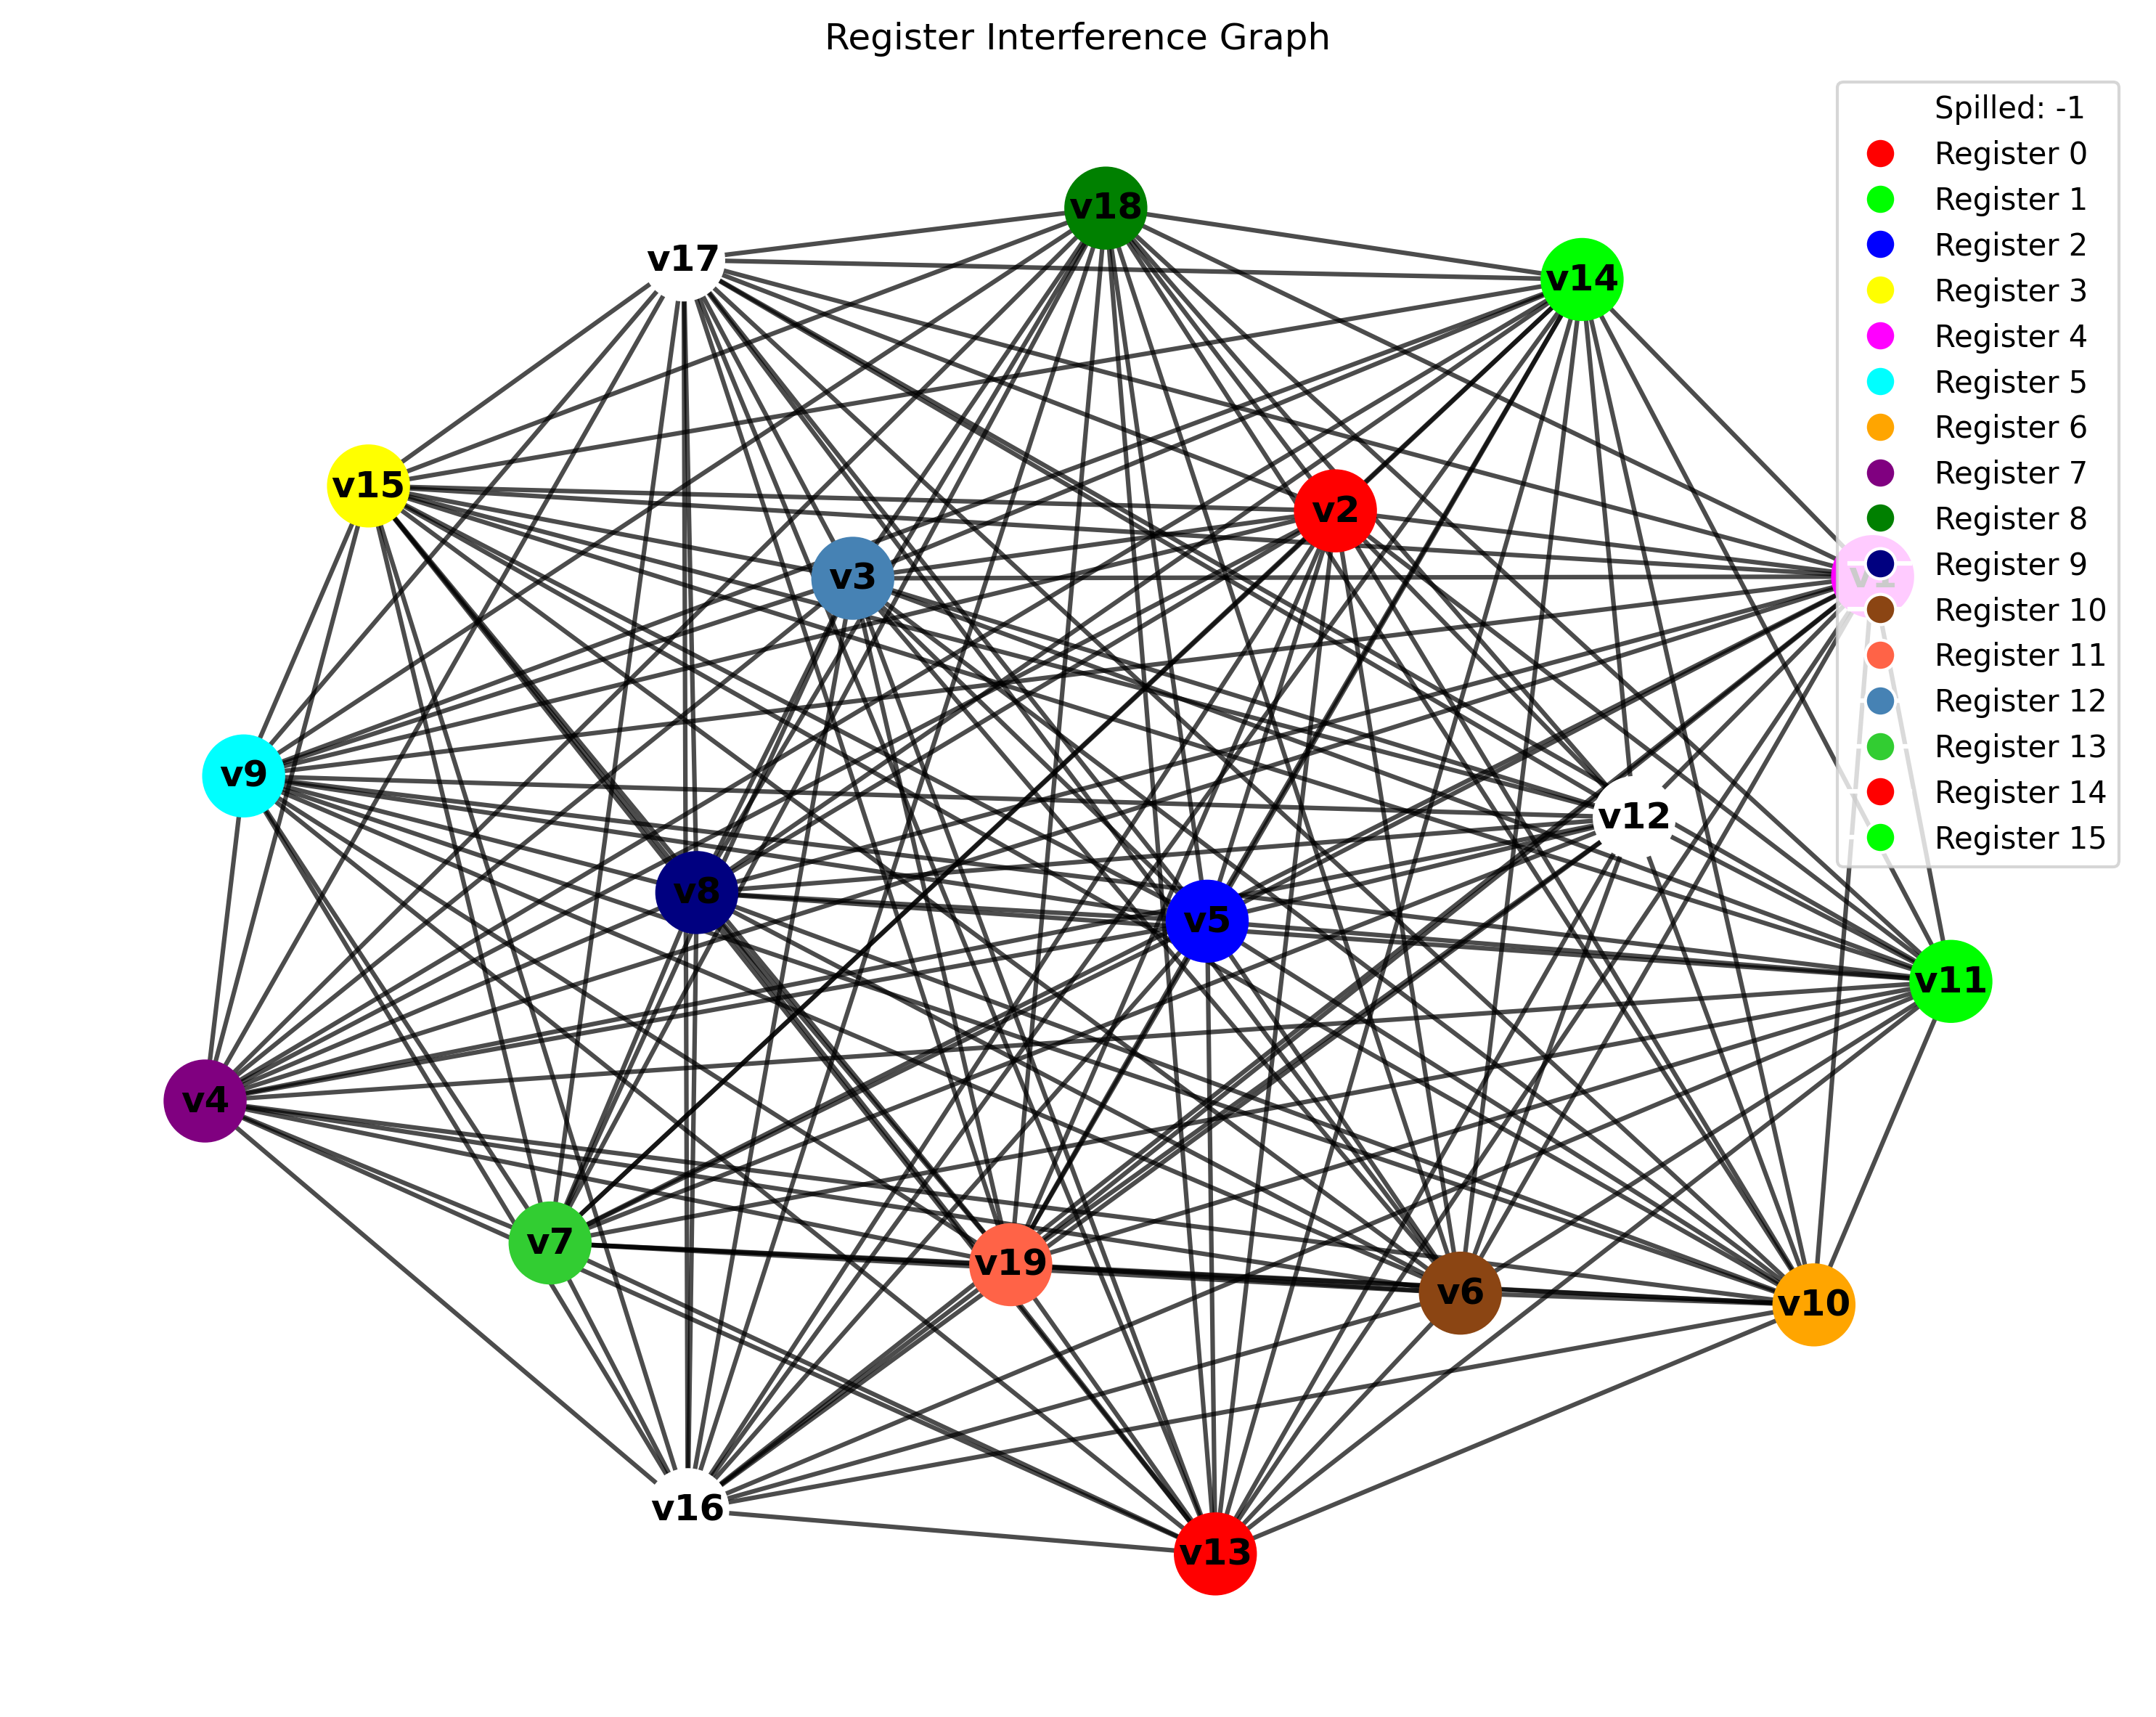 Register Interference Graph
Spilled: -1
Register 0
Register 1
Register 2
Register 3
Register 4
Register 5
Register 6
Register 7
Register 8
Register 9
Register 10
Register 11
Register 12
Register 13
Register 14
Register 15
v18
v17
v14
v15
v2
v3
v9
v12
v8
v5
v11
v4
v7
v19
v6
v10
v16
v13